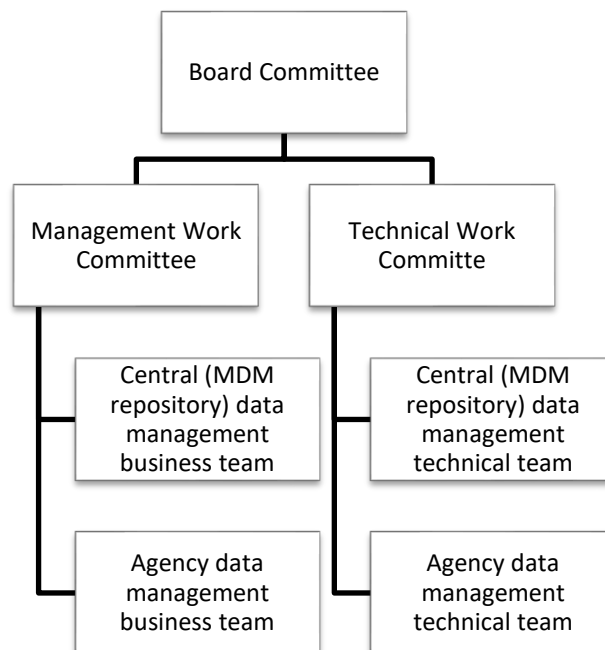 Board Committee
Management Work
Committee
Technical Work
Committe
Central (MDM
repository) data
management
business team
Central (MDM
repository) data
management
technical team
Agency data
management
business team
Agency data
management
technical team